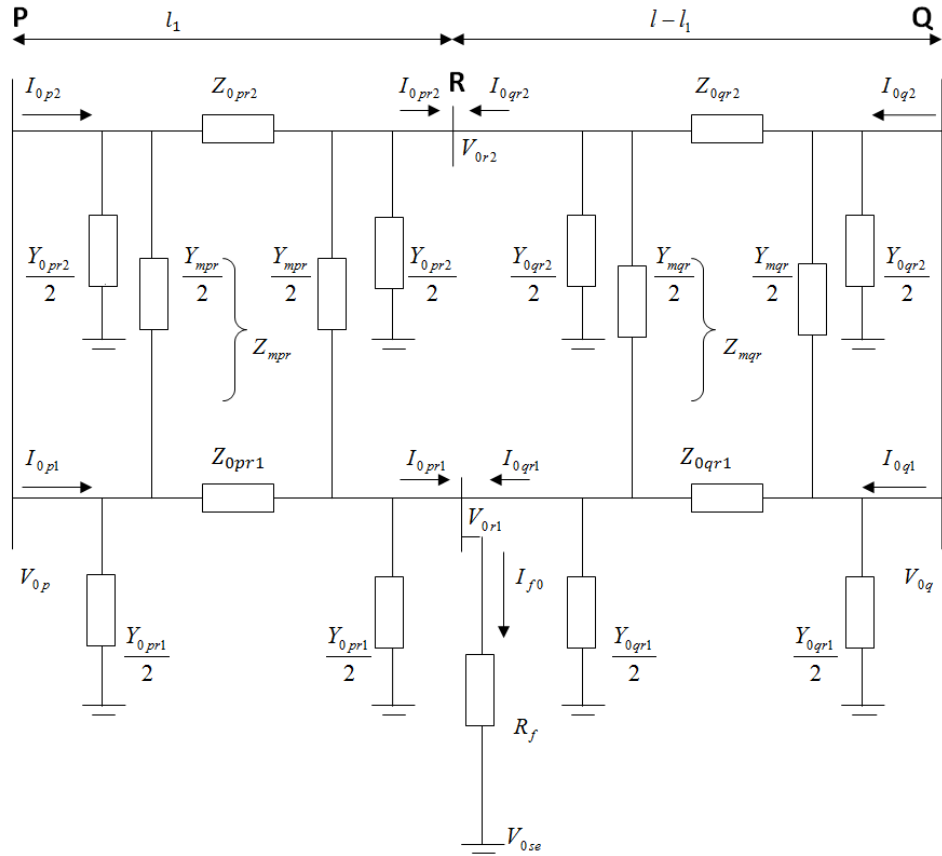 P Q
l₁ l − l₁
I₀ₚ₂ Z₀ₚᵣ₂ I₀ₚᵣ₂ R I₀qᵣ₂ Z₀qᵣ₂ I₀q₂
V₀ᵣ₂
Y₀ₚᵣ₂/2 Yₘₚᵣ/2 Yₘₚᵣ/2 Y₀ₚᵣ₂/2 Y₀qᵣ₂/2 Yₘqᵣ/2 Yₘqᵣ/2 Y₀qᵣ₂/2
Zₘₚᵣ Zₘqᵣ
I₀ₚ₁ Z₀ₚᵣ₁ I₀ₚᵣ₁ I₀qᵣ₁ Z₀qᵣ₁ I₀q₁
V₀ᵣ₁
V₀ₚ I_f0 V₀q
Y₀ₚᵣ₁/2 Y₀ₚᵣ₁/2 Y₀qᵣ₁/2 Y₀qᵣ₁/2
R_f
V₀ₛₑ